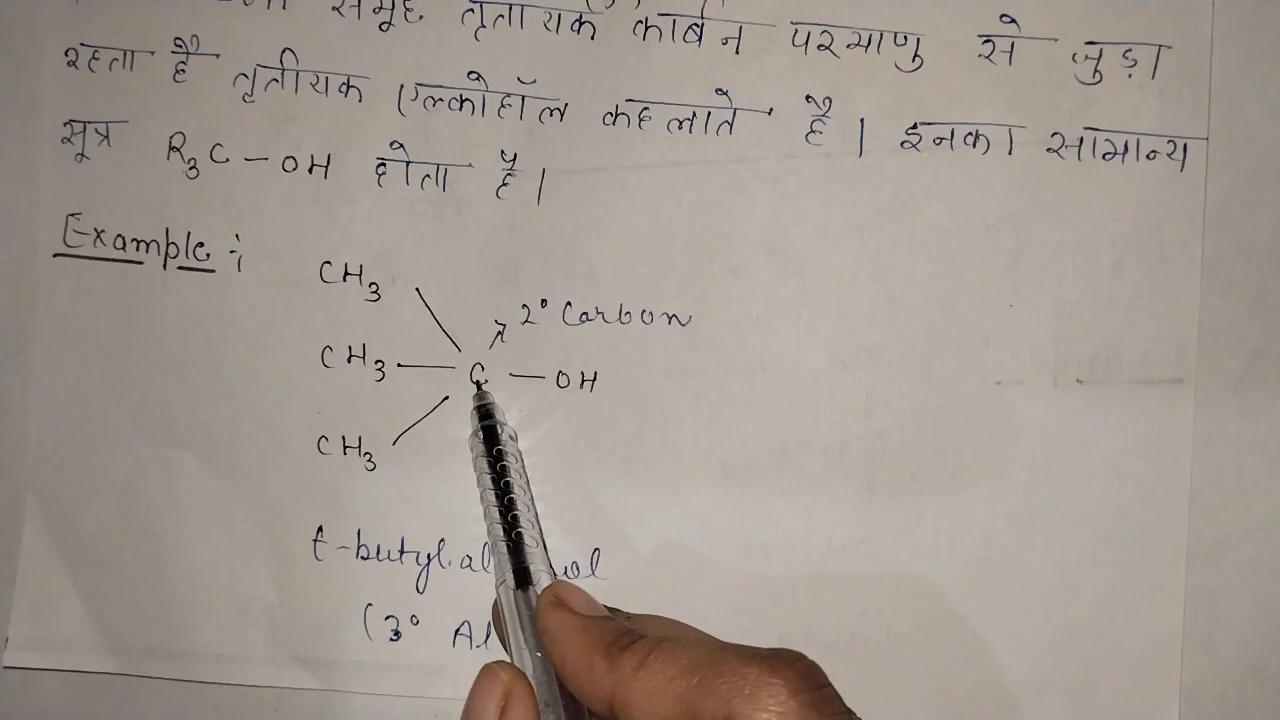 समूह तृतीयक कार्बन परमाणु से जुड़ा
रहता है तृतीयक एल्कोहॉल कहलाते है। इनका सामान्य
सूत्र R₃C – OH होता है।
Example :
CH₃
2° Carbon
CH₃ C – OH
CH₃
t-butyl
(3°